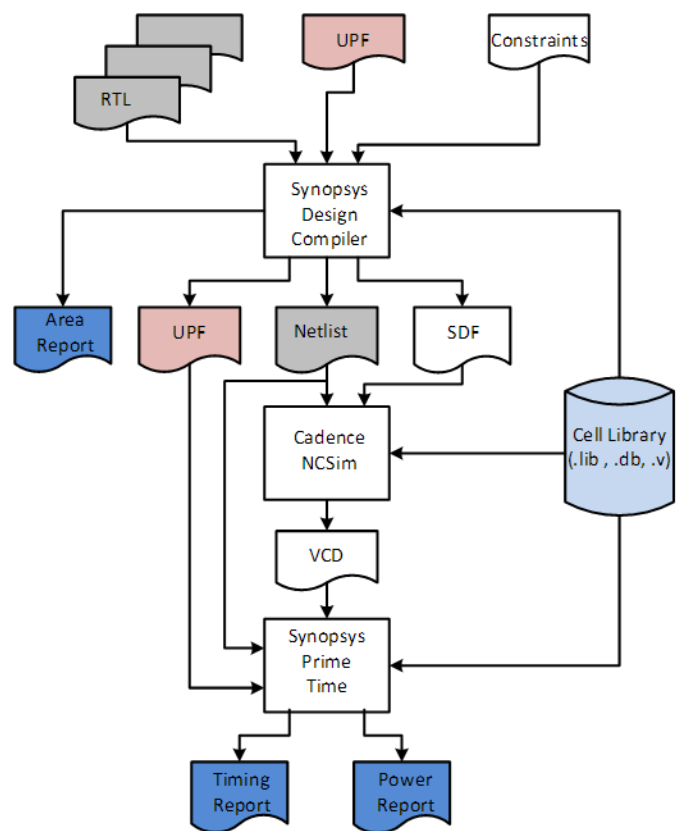 UPF
Constraints
RTL
Synopsys
Design
Compiler
Area
Report
UPF
Netlist
SDF
Cadence
NCSim
Cell Library
(.lib , .db, .v)
VCD
Synopsys
Prime
Time
Timing
Report
Power
Report